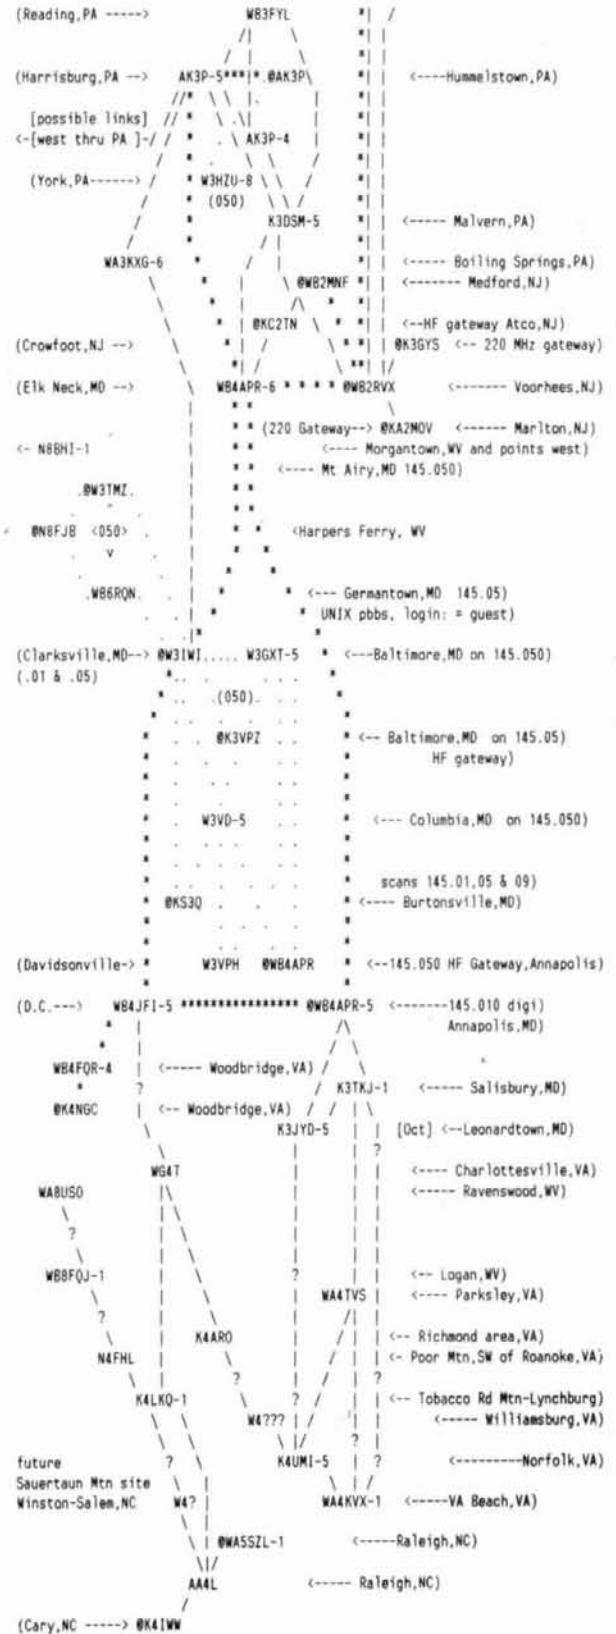 (Reading,PA -----> WB3FYL
(Harrisburg,PA --> AK3P-5***|*.@AK3P\ <----Hummelstown,PA)
[possible links]
<-[west thru PA ]-/ / * . \ AK3P-4
(York,PA------> / * W3HZU-8 \ \ /
(050)
K3DSM-5 <----- Malvern,PA)
WA3KXG-6 <----- Boiling Springs,PA)
@WB2MNF <------- Medford,NJ)
@KC2TN <--HF gateway Atco,NJ)
(Crowfoot,NJ --> @K3GYS <-- 220 MHz gateway)
(Elk Neck,MD --> WB4APR-6 * * * * @WB2RVX <------- Voorhees,NJ)
(220 Gateway--> @KA2MOV <------ Marlton,NJ)
<- N8BHI-1 <---- Morgantown,WV and points west)
<---- Mt Airy,MD 145.050)
.@W3TMZ.
@N8FJB <050> <Harpers Ferry, WV
v
.WB6RQN. <--- Germantown,MD 145.05)
UNIX pbbs, login: = guest)
(Clarksville,MD--> @W3IWI..... W3GXT-5 * <---Baltimore,MD on 145.050)
(.01 & .05)
.(050).
@K3VPZ <-- Baltimore,MD on 145.05)
HF gateway)
W3VD-5 <--- Columbia,MD on 145.050)
scans 145.01,05 & 09)
@KS3Q <---- Burtonsville,MD)
(Davidsonville-> W3VPH @WB4APR <--145.050 HF Gateway,Annapolis)
(D.C.---> WB4JFI-5 **************** @WB4APR-5 <-------145.010 digi)
Annapolis,MD)
WB4FQR-4 | <----- Woodbridge,VA)
? K3TKJ-1 <----- Salisbury,MD)
@K4NGC | <-- Woodbridge,VA)
K3JYD-5 [Oct] <--Leonardtown,MD)
?
WG4T <---- Charlottesville,VA)
WA8USO <----- Ravenswood,WV)
?
WB8FQJ-1 ? <-- Logan,WV)
WA4TVS <---- Parksley,VA)
?
K4ARO <-- Richmond area,VA)
N4FHL <- Poor Mtn,SW of Roanoke,VA)
? ?
K4LKQ-1 ? <-- Tobacco Rd Mtn-Lynchburg)
W4??? <----- Williamsburg,VA)
?
future ? K4UMI-5 ? <---------Norfolk,VA)
Sauertaun Mtn site
Winston-Salem,NC W4? WA4KVX-1 <----VA Beach,VA)
@WA5SZL-1 <-----Raleigh,NC)
AA4L <----- Raleigh,NC)
(Cary,NC -----> @K4IWW